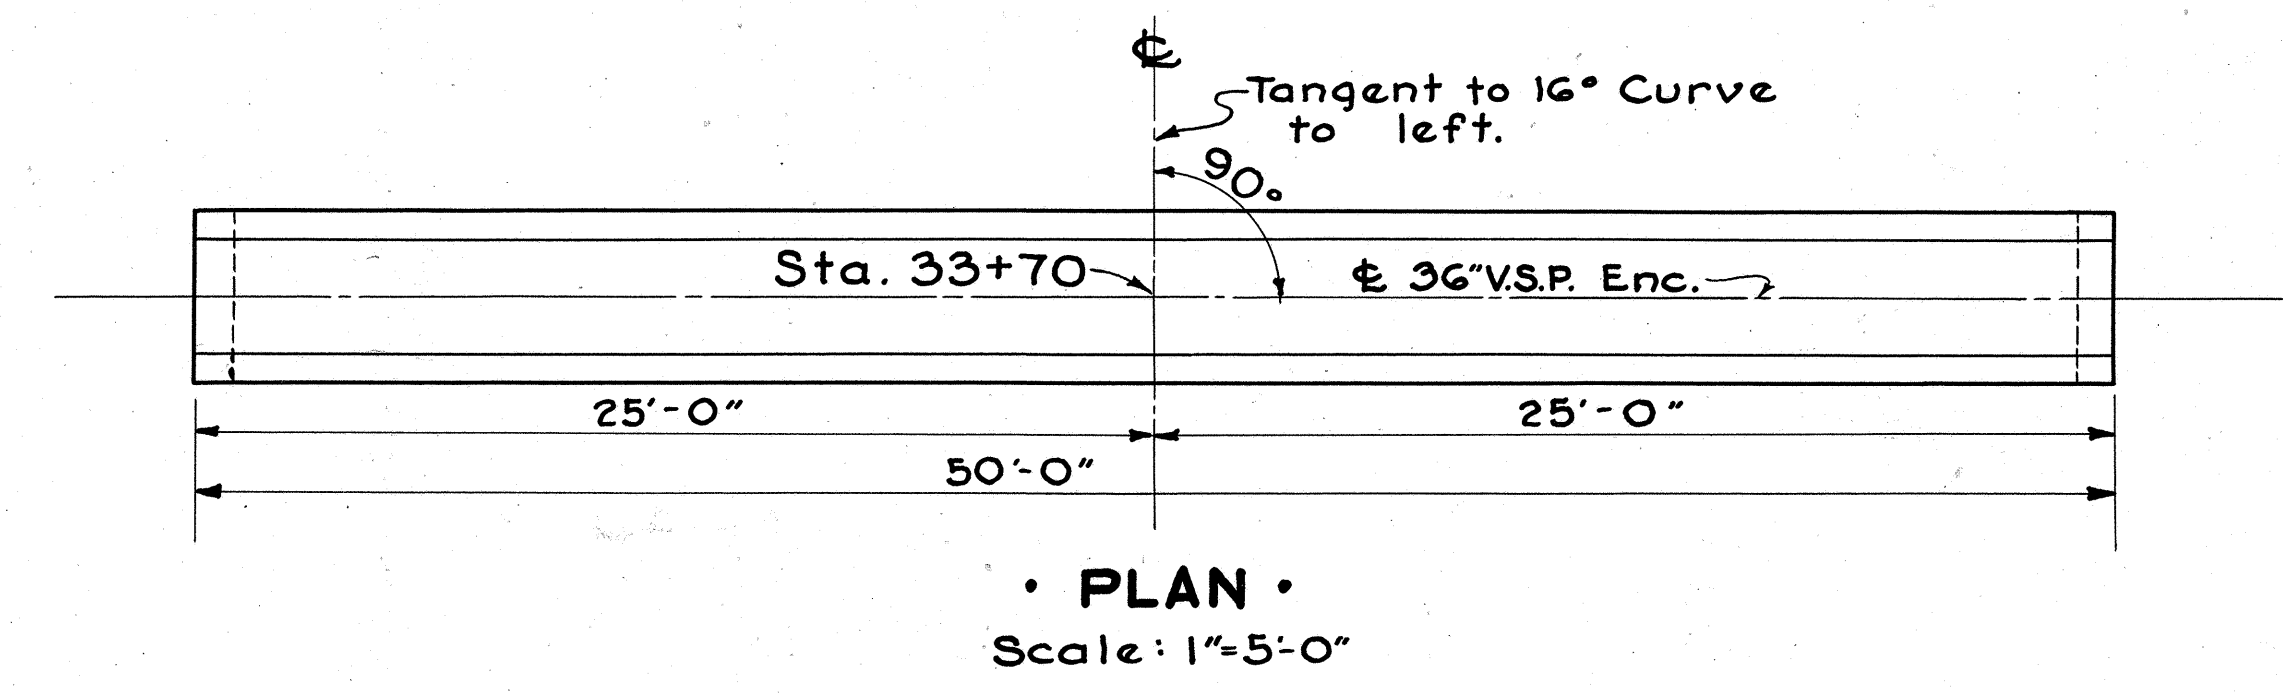 ℄
Tangent to 16° Curve
to left.
90°
Sta. 33+70
℄ 36" V.S.P. Enc.
25'-0"
25'-0"
50'-0"
• PLAN •
Scale: 1"=5'-0"